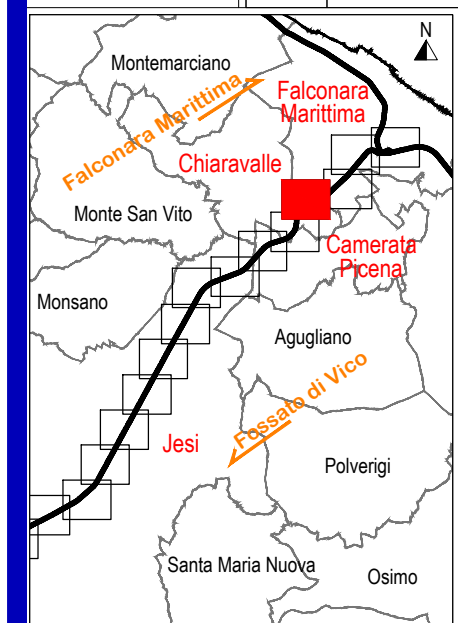 N
Montemarciano
Falconara Marittima
Falconara
Marittima
Chiaravalle
Monte San Vito
Camerata
Picena
Monsano
Agugliano
Fossato di Vico
Jesi
Polverigi
Santa Maria Nuova
Osimo